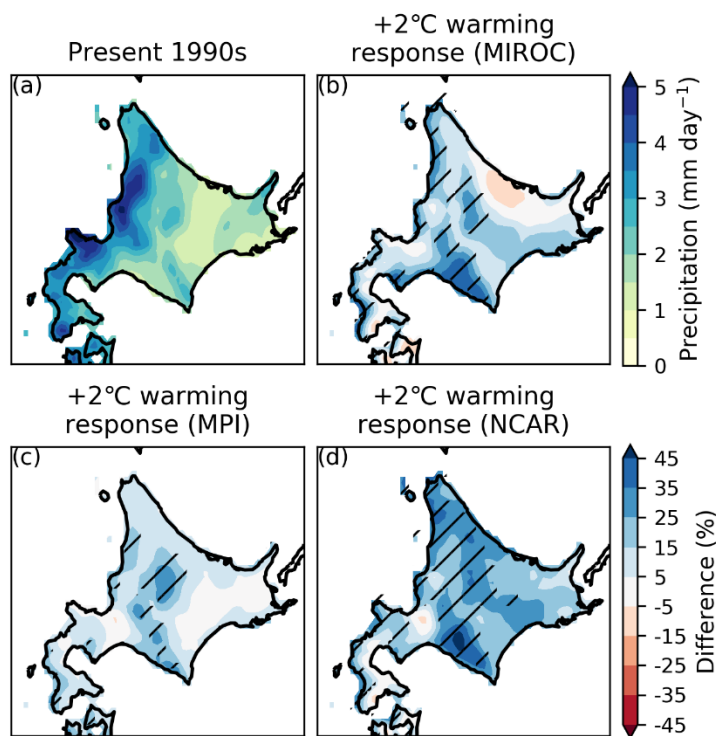 Present 1990s
+2℃ warming
response (MIROC)
(a)
(b)
5
4
3
2
1
0
Precipitation (mm day⁻¹)
+2℃ warming
response (MPI)
+2℃ warming
response (NCAR)
(c)
(d)
45
35
25
15
5
-5
-15
-25
-35
-45
Difference (%)